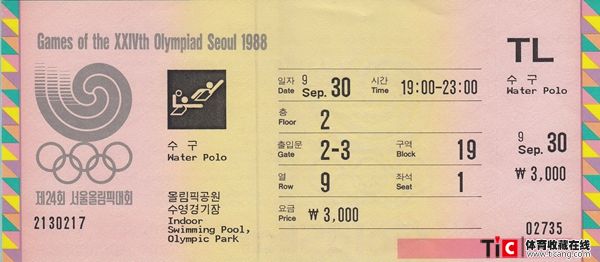 Games of the XXIVth Olympiad Seoul 1988
제24회 서울올림픽대회
2130217
수 구
Water Polo
올림픽공원
수영경기장
Indoor
Swimming Pool,
Olympic Park
일자 9 시간
Date Sep. 30 Time 19:00-23:00
층
Floor 2
출입문 구역
Gate 2-3 Block 19
열 좌석
Row 9 Seat 1
요금
Price ₩ 3,000
TL
수 구
Water Polo
9
Sep. 30
₩ 3,000
02735
TiC 体育收藏在线
www.ticang.com